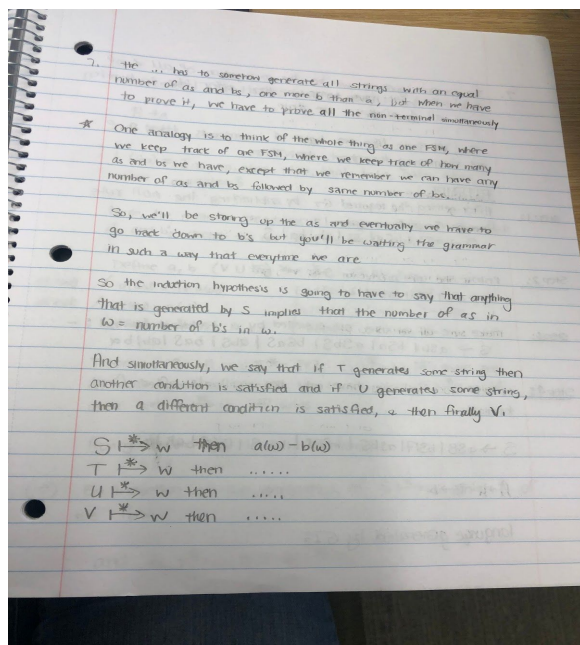 7. the ... has to somehow generate all strings with an equal
number of as and bs, one more b than a, but when we have
to prove it, we have to prove all the non-terminal simultaneously
* One analogy is to think of the whole thing as one FSM, where
we keep track of one FSM, where we keep track of how many
as and bs we have, except that we remember we can have any
number of as and bs followed by same number of bs.
So, we'll be storing up the as and eventually we have to
go back down to b's but you'll be waiting the grammar
in such a way that everytime we are
So the induction hypothesis is going to have to say that anything
that is generated by S implies that the number of as in
w = number of b's in w.
And simultaneously, we say that if T generates some string then
another condition is satisfied and if U generates some string,
then a different condition is satisfied, & then finally V.
S |*→ w then a(w) - b(w)
T |*→ w then ......
U |*→ w then .....
V |*→ w then .....